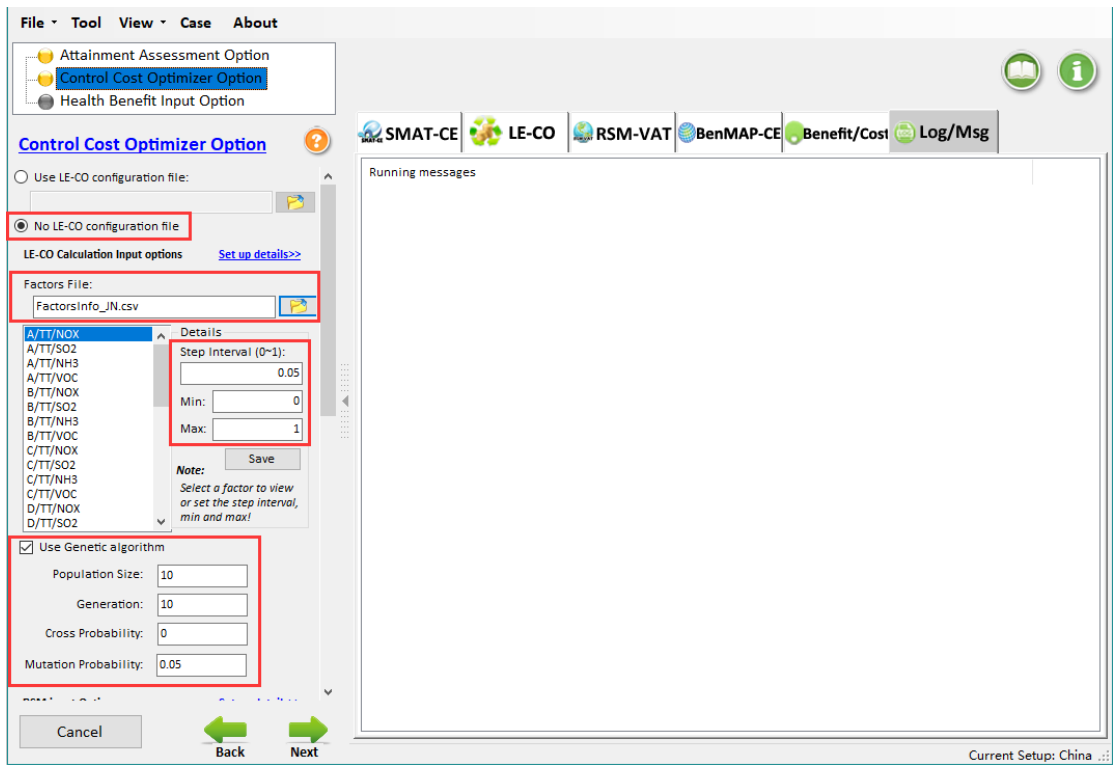 File Tool View Case About
Attainment Assessment Option
Control Cost Optimizer Option
Health Benefit Input Option
Control Cost Optimizer Option
Use LE-CO configuration file:
No LE-CO configuration file
LE-CO Calculation Input options Set up details>>
Factors File:
FactorsInfo_JN.csv
A/TT/NOX
A/TT/SO2
A/TT/NH3
A/TT/VOC
B/TT/NOX
B/TT/SO2
B/TT/NH3
B/TT/VOC
C/TT/NOX
C/TT/SO2
C/TT/NH3
C/TT/VOC
D/TT/NOX
D/TT/SO2
Details
Step Interval (0~1):
0.05
Min: 0
Max: 1
Save
Note:
Select a factor to view
or set the step interval,
min and max!
Use Genetic algorithm
Population Size: 10
Generation: 10
Cross Probability: 0
Mutation Probability: 0.05
Cancel
Back
Next
SMAT-CE LE-CO RSM-VAT BenMAP-CE Benefit/Cost Log/Msg
Running messages
Current Setup: China